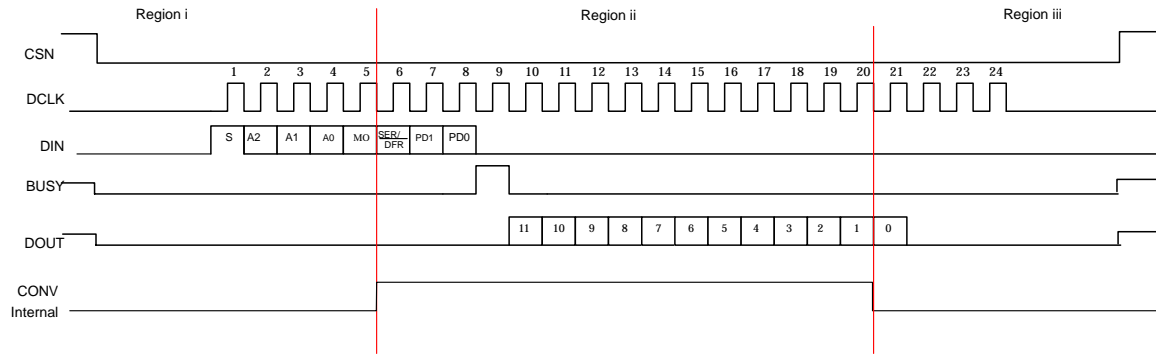 Region i Region ii Region iii
CSN
1 2 3 4 5 6 7 8 9 10 11 12 13 14 15 16 17 18 19 20 21 22 23 24
DCLK
DIN S A2 A1 A0 MO SER/DFR PD1 PD0
BUSY
DOUT 11 10 9 8 7 6 5 4 3 2 1 0
CONV
Internal